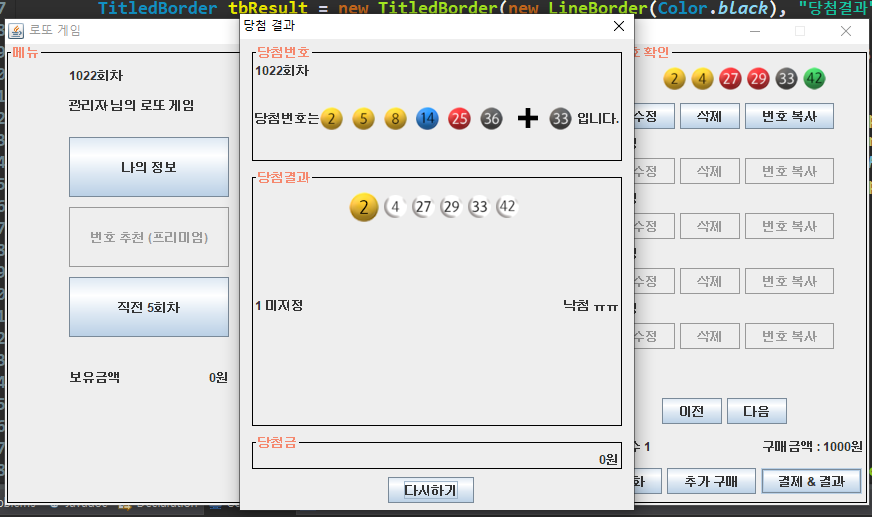 TitledBorder tbResult = new TitledBorder(new LineBorder(Color.black), "당첨결과"
로또 게임
메뉴
1022회차
관리자님의 로또 게임
나의 정보
번호 추천 (프리미엄)
직전 5회차
보유금액 0원
당첨 결과
당첨번호
1022회차
당첨번호는 2 5 8 14 25 36 + 33 입니다.
당첨결과
2 4 27 29 33 42
1 미지정 낙첨 ㅠㅠ
당첨금
0원
다시하기
확인
2 4 27 29 33 42
수정 삭제 번호 복사
수정 삭제 번호 복사
수정 삭제 번호 복사
수정 삭제 번호 복사
수정 삭제 번호 복사
이전 다음
수 1 구매금액 : 1000원
화 추가 구매 결제 & 결과
Declaration